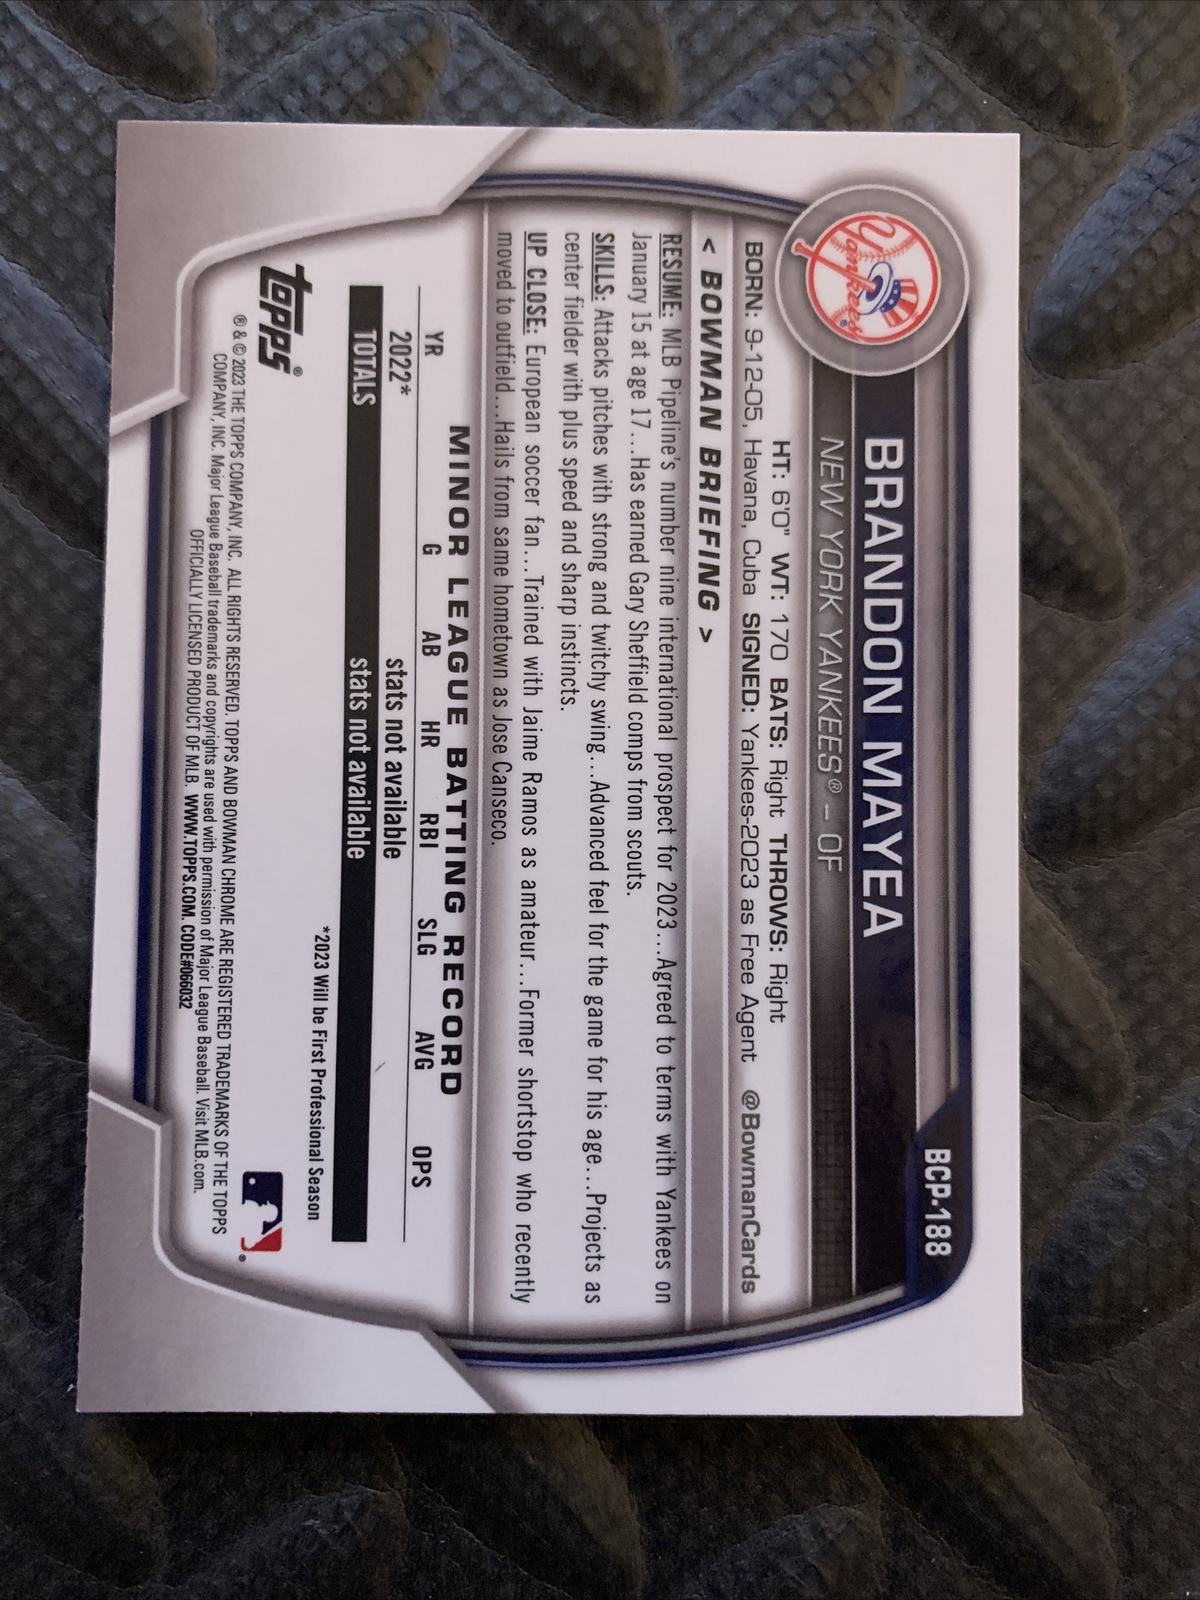 BCP-188
Yankees®
BRANDON MAYEA
NEW YORK YANKEES® – OF
HT: 6'0" WT: 170 BATS: Right THROWS: Right
BORN: 9-12-05, Havana, Cuba SIGNED: Yankees-2023 as Free Agent @BowmanCards
< BOWMAN BRIEFING >
RESUME: MLB Pipeline's number nine international prospect for 2023...Agreed to terms with Yankees on
January 15 at age 17...Has earned Gary Sheffield comps from scouts.
SKILLS: Attacks pitches with strong and twitchy swing...Advanced feel for the game for his age...Projects as
center fielder with plus speed and sharp instincts.
UP CLOSE: European soccer fan...Trained with Jaime Ramos as amateur...Former shortstop who recently
moved to outfield...Hails from same hometown as Jose Canseco.
MINOR LEAGUE BATTING RECORD
YR G AB HR RBI SLG AVG OPS
2022* stats not available
TOTALS stats not available
*2023 Will be First Professional Season
topps®
® & © 2023 THE TOPPS COMPANY, INC. ALL RIGHTS RESERVED. TOPPS AND BOWMAN CHROME ARE REGISTERED TRADEMARKS OF THE TOPPS
COMPANY, INC. Major League Baseball trademarks and copyrights are used with permission of Major League Baseball. Visit MLB.com.
OFFICIALLY LICENSED PRODUCT OF MLB. WWW.TOPPS.COM. CODE#066032